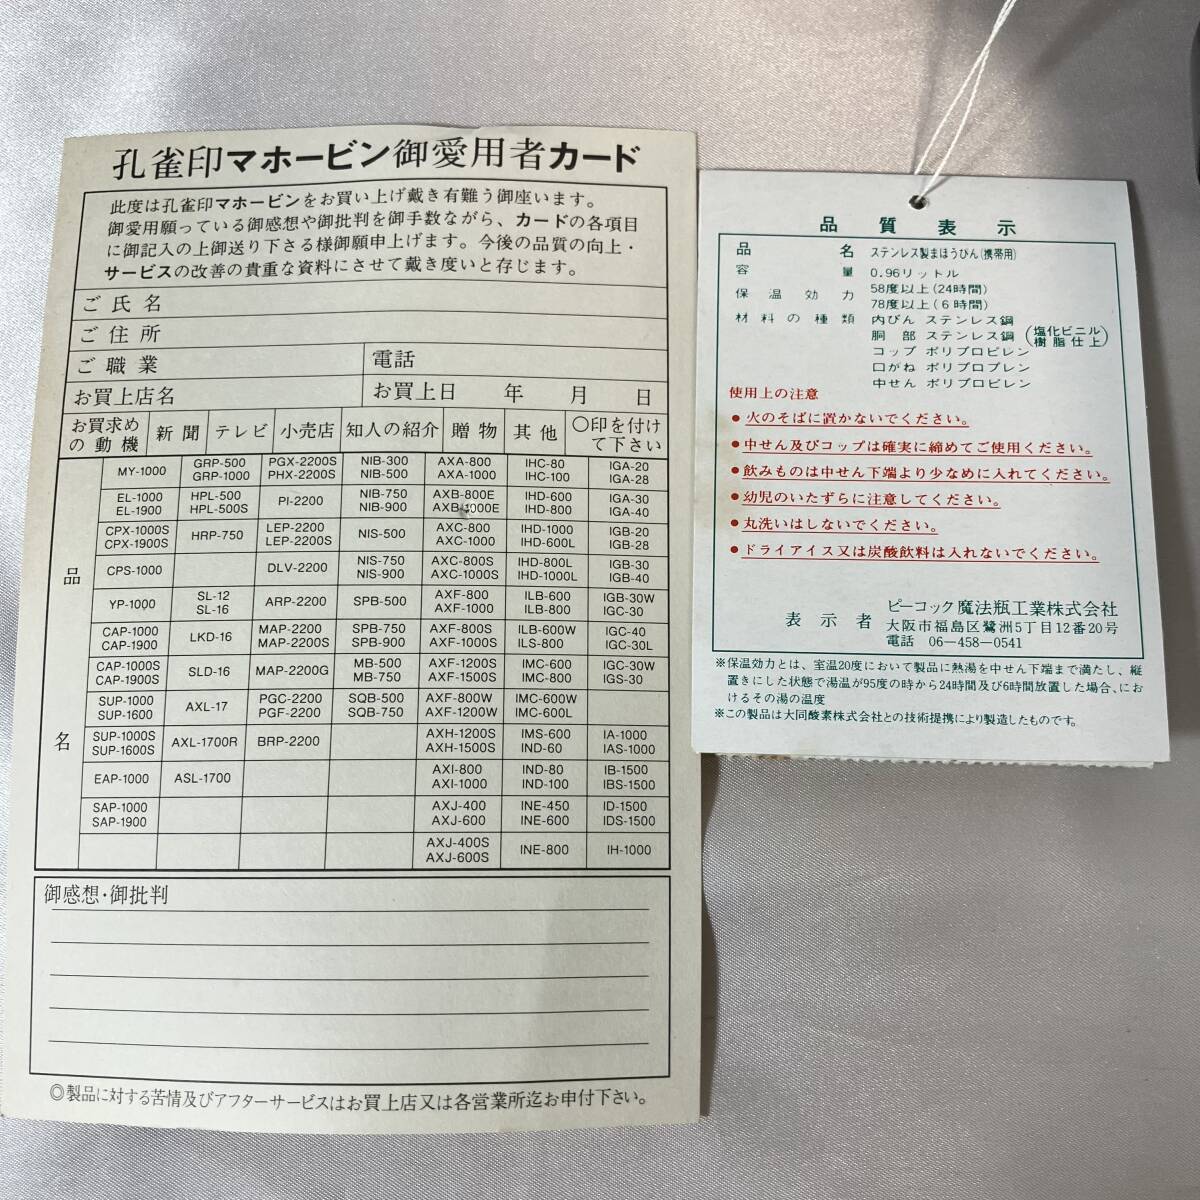 孔雀印マホービン御愛用者カード
此度は孔雀印マホービンをお買い上げ戴き有難う御座います。
御愛用願っている御感想や御批判を御手数ながら、カードの各項目
に御記入の上御送り下さる様御願申上げます。今後の品質の向上・
サービスの改善の貴重な資料にさせて戴き度いと存じます。
ご氏名
ご住所
ご職業 電話
お買上店名 お買上日 年 月 日
お買求めの動機 新聞 テレビ 小売店 知人の紹介 贈物 其他 〇印を付けて下さい
品名
MY-1000 GRP-500 PGX-2200S NIB-300 AXA-800 IHC-80 IGA-20
GRP-1000 PHX-2200S NIB-500 AXA-1000 IHC-100 IGA-28
EL-1000 HPL-500 PI-2200 NIB-750 AXB-800E IHD-600 IGA-30
EL-1900 HPL-500S NIB-900 AXB-1000E IHD-800 IGA-40
CPX-1000S HRP-750 LEP-2200 NIS-500 AXC-800 IHD-1000 IGB-20
CPX-1900S LEP-2200S AXC-1000 IHD-600L IGB-28
CPS-1000 DLV-2200 NIS-750 AXC-800S IHD-800L IGB-30
NIS-900 AXC-1000S IHD-1000L IGB-40
YP-1000 SL-12 ARP-2200 SPB-500 AXF-800 ILB-600 IGB-30W
SL-16 AXF-1000 ILB-800 IGC-30
CAP-1000 LKD-16 MAP-2200 SPB-750 AXF-800S ILB-600W IGC-40
CAP-1900 MAP-2200S SPB-900 AXF-1000S ILS-800 IGC-30L
CAP-1000S SLD-16 MAP-2200G MB-500 AXF-1200S IMC-600 IGC-30W
CAP-1900S MB-750 AXF-1500S IMC-800 IGS-30
SUP-1000 AXL-17 PGC-2200 SQB-500 AXF-800W IMC-600W
SUP-1600 PGF-2200 SQB-750 AXF-1200W IMC-600L
SUP-1000S AXL-1700R BRP-2200 AXH-1200S IMS-600 IA-1000
SUP-1600S AXH-1500S IND-60 IAS-1000
EAP-1000 ASL-1700 AXI-800 IND-80 IB-1500
AXI-1000 IND-100 IBS-1500
SAP-1000 AXJ-400 INE-450 ID-1500
SAP-1900 AXJ-600 INE-600 IDS-1500
AXJ-400S INE-800 IH-1000
AXJ-600S
御感想・御批判
◎製品に対する苦情及びアフターサービスはお買上店又は各営業所迄お申付下さい。
品質表示
品名 ステンレス製まほうびん(携帯用)
容量 0.96リットル
保温効力 58度以上(24時間)
78度以上(6時間)
材料の種類 内びん ステンレス鋼
胴部 ステンレス鋼(塩化ビニル樹脂仕上)
コップ ポリプロピレン
口がね ポリプロプレン
中せん ポリプロピレン
使用上の注意
●火のそばに置かないでください。
●中せん及びコップは確実に締めてご使用ください。
●飲みものは中せん下端より少なめに入れてください。
●幼児のいたずらに注意してください。
●丸洗いはしないでください。
●ドライアイス又は炭酸飲料は入れないでください。
表示者 ピーコック魔法瓶工業株式会社
大阪市福島区鷺洲5丁目12番20号
電話 06-458-0541
※保温効力とは、室温20度において製品に熱湯を中せん下端まで満たし、縦
置きにした状態で湯温が95度の時から24時間及び6時間放置した場合、にお
けるその湯の温度
※この製品は大同酸素株式会社との技術提携により製造したものです。